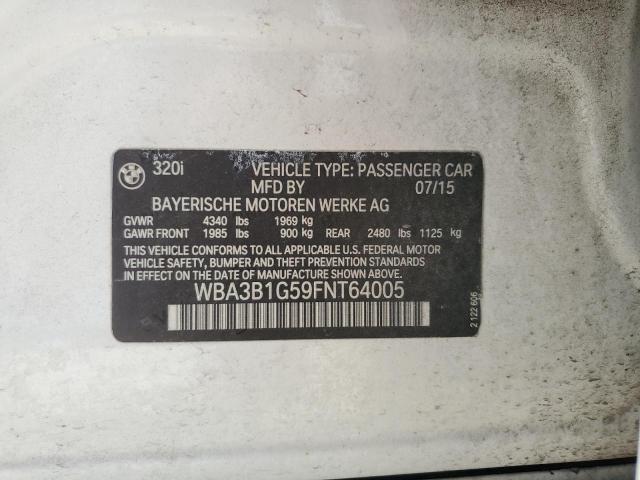 BMW 320i VEHICLE TYPE: PASSENGER CAR
MFD BY 07/15
BAYERISCHE MOTOREN WERKE AG
GVWR 4340 lbs 1969 kg
GAWR FRONT 1985 lbs 900 kg REAR 2480 lbs 1125 kg
THIS VEHICLE CONFORMS TO ALL APPLICABLE U.S. FEDERAL MOTOR
VEHICLE SAFETY, BUMPER AND THEFT PREVENTION STANDARDS
IN EFFECT ON THE DATE OF MANUFACTURE SHOWN ABOVE.
WBA3B1G59FNT64005
2 122 606